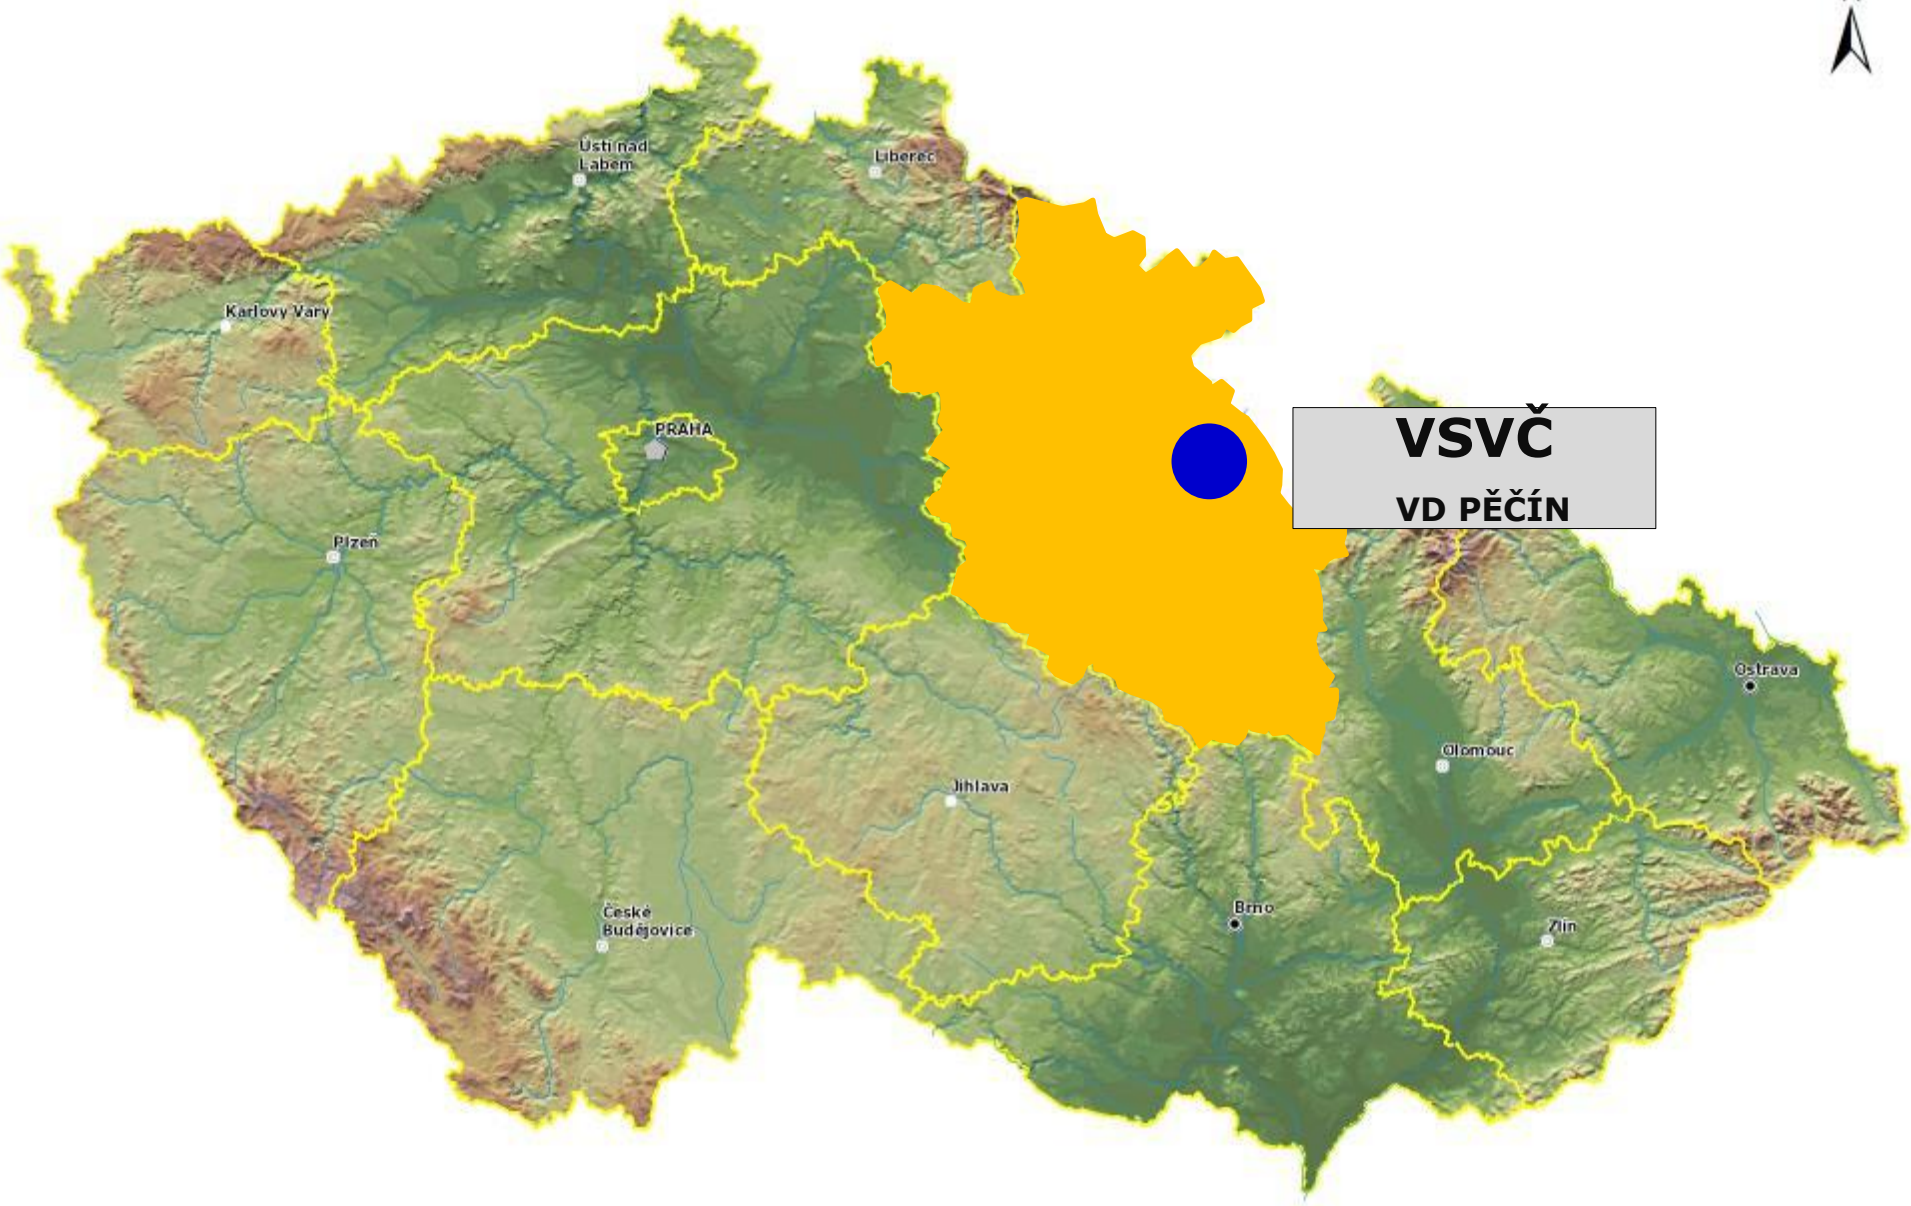 Ústí nad
Labem
Liberec
Karlovy Vary
PRAHA
VSVČ
VD PĚČÍN
Plzeň
Ostrava
Olomouc
Jihlava
České
Budějovice
Brno
Zlín